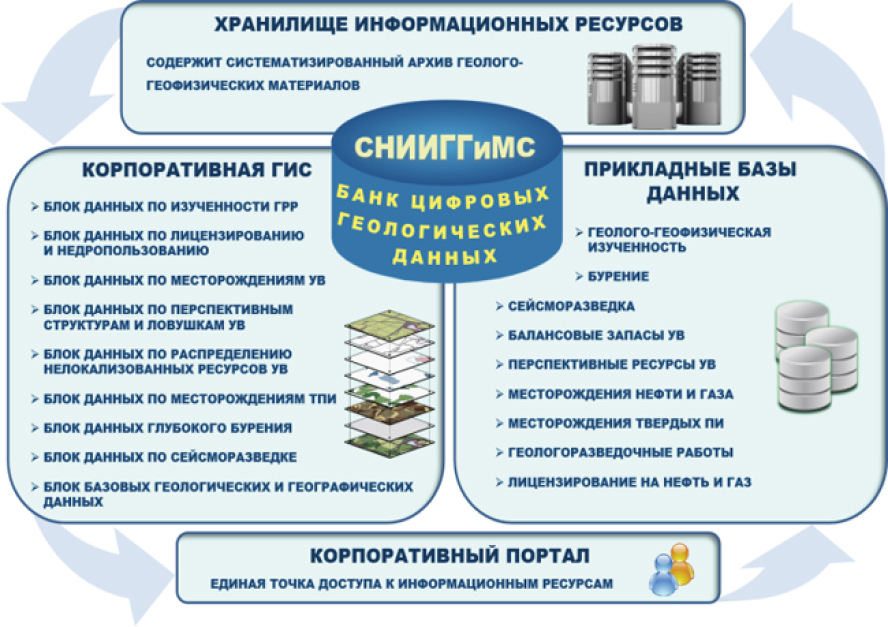 ХРАНИЛИЩЕ ИНФОРМАЦИОННЫХ РЕСУРСОВ
СОДЕРЖИТ СИСТЕМАТИЗИРОВАННЫЙ АРХИВ ГЕОЛОГО-
ГЕОФИЗИЧЕСКИХ МАТЕРИАЛОВ
СНИИГГиМС
БАНК ЦИФРОВЫХ
ГЕОЛОГИЧЕСКИХ
ДАННЫХ
КОРПОРАТИВНАЯ ГИС
БЛОК ДАННЫХ ПО ИЗУЧЕННОСТИ ГРР
БЛОК ДАННЫХ ПО ЛИЦЕНЗИРОВАНИЮ
И НЕДРОПОЛЬЗОВАНИЮ
БЛОК ДАННЫХ ПО МЕСТОРОЖДЕНИЯМ УВ
БЛОК ДАННЫХ ПО ПЕРСПЕКТИВНЫМ
СТРУКТУРАМ И ЛОВУШКАМ УВ
БЛОК ДАННЫХ ПО РАСПРЕДЕЛЕНИЮ
НЕЛОКАЛИЗОВАННЫХ РЕСУРСОВ УВ
БЛОК ДАННЫХ ПО МЕСТОРОЖДЕНИЯМ ТПИ
БЛОК ДАННЫХ ГЛУБОКОГО БУРЕНИЯ
БЛОК ДАННЫХ ПО СЕЙСМОРАЗВЕДКЕ
БЛОК БАЗОВЫХ ГЕОЛОГИЧЕСКИХ И ГЕОГРАФИЧЕСКИХ
ДАННЫХ
ПРИКЛАДНЫЕ БАЗЫ
ДАННЫХ
ГЕОЛОГО-ГЕОФИЗИЧЕСКАЯ
ИЗУЧЕННОСТЬ
БУРЕНИЕ
СЕЙСМОРАЗВЕДКА
БАЛАНСОВЫЕ ЗАПАСЫ УВ
ПЕРСПЕКТИВНЫЕ РЕСУРСЫ УВ
МЕСТОРОЖДЕНИЯ НЕФТИ И ГАЗА
МЕСТОРОЖДЕНИЯ ТВЕРДЫХ ПИ
ГЕОЛОГОРАЗВЕДОЧНЫЕ РАБОТЫ
ЛИЦЕНЗИРОВАНИЕ НА НЕФТЬ И ГАЗ
КОРПОРАТИВНЫЙ ПОРТАЛ
ЕДИНАЯ ТОЧКА ДОСТУПА К ИНФОРМАЦИОННЫМ РЕСУРСАМ